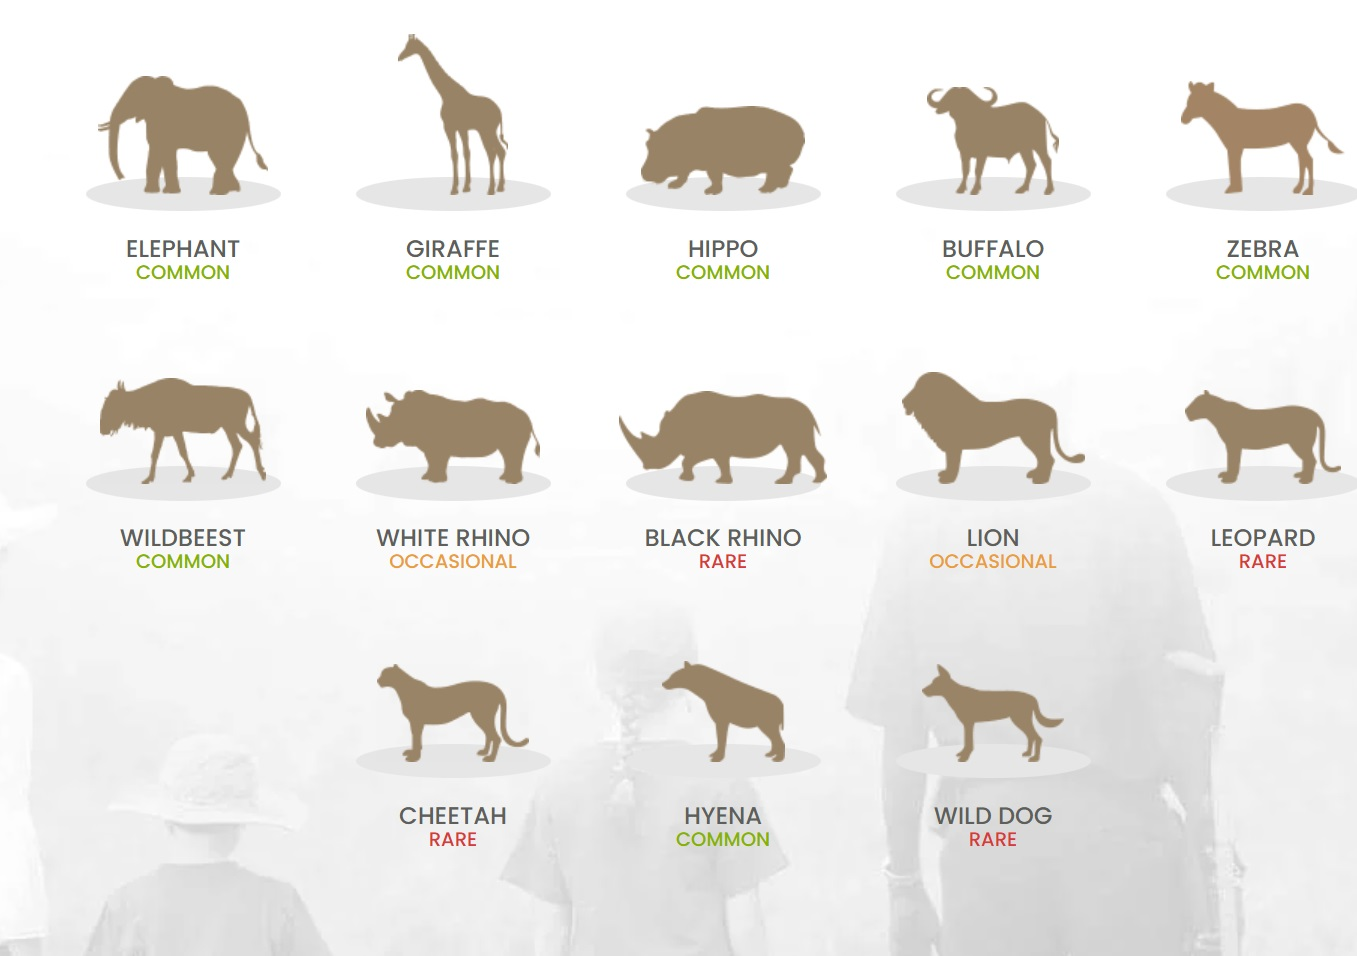 ELEPHANT
COMMON
GIRAFFE
COMMON
HIPPO
COMMON
BUFFALO
COMMON
ZEBRA
COMMON
WILDBEEST
COMMON
WHITE RHINO
OCCASIONAL
BLACK RHINO
RARE
LION
OCCASIONAL
LEOPARD
RARE
CHEETAH
RARE
HYENA
COMMON
WILD DOG
RARE